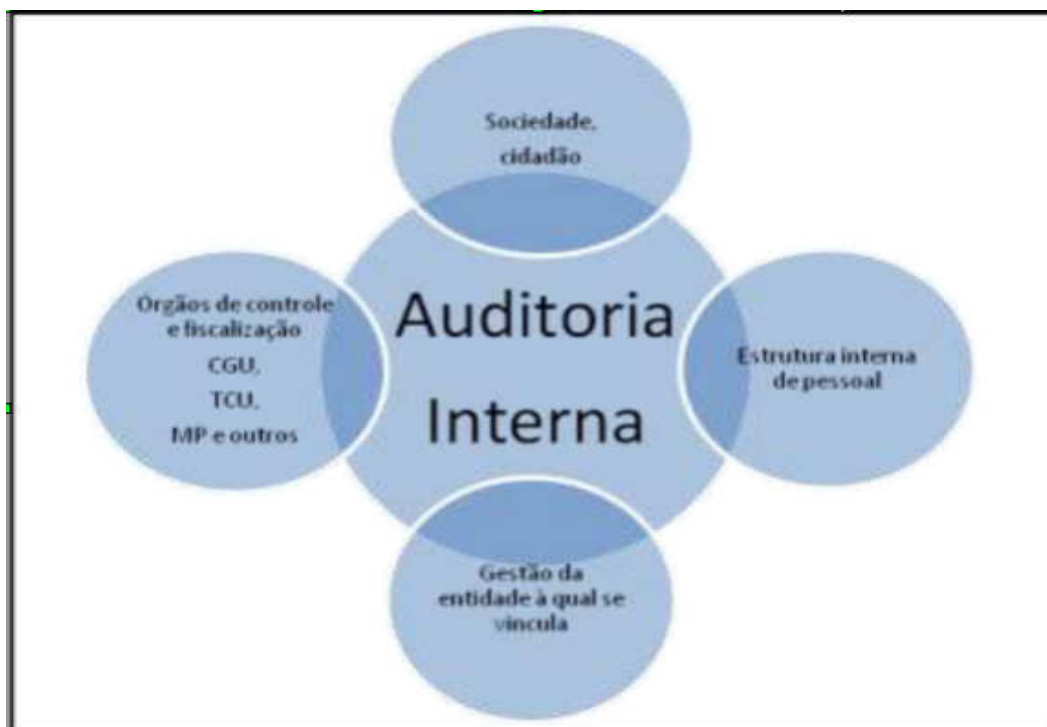 Sociedade,
cidadão
Orgãos de controle
e fiscalização
CGU,
TCU,
MP e outros
Auditoria
Interna
Estrutura interna
de pessoal
Gestão da
entidade à qual se
vincula